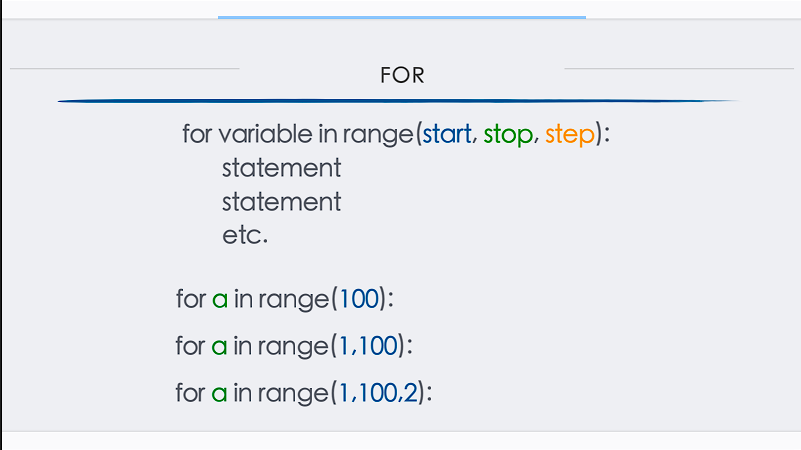 FOR
for variable in range(start, stop, step):
statement
statement
etc.
for a in range(100):
for a in range(1,100):
for a in range(1,100,2):